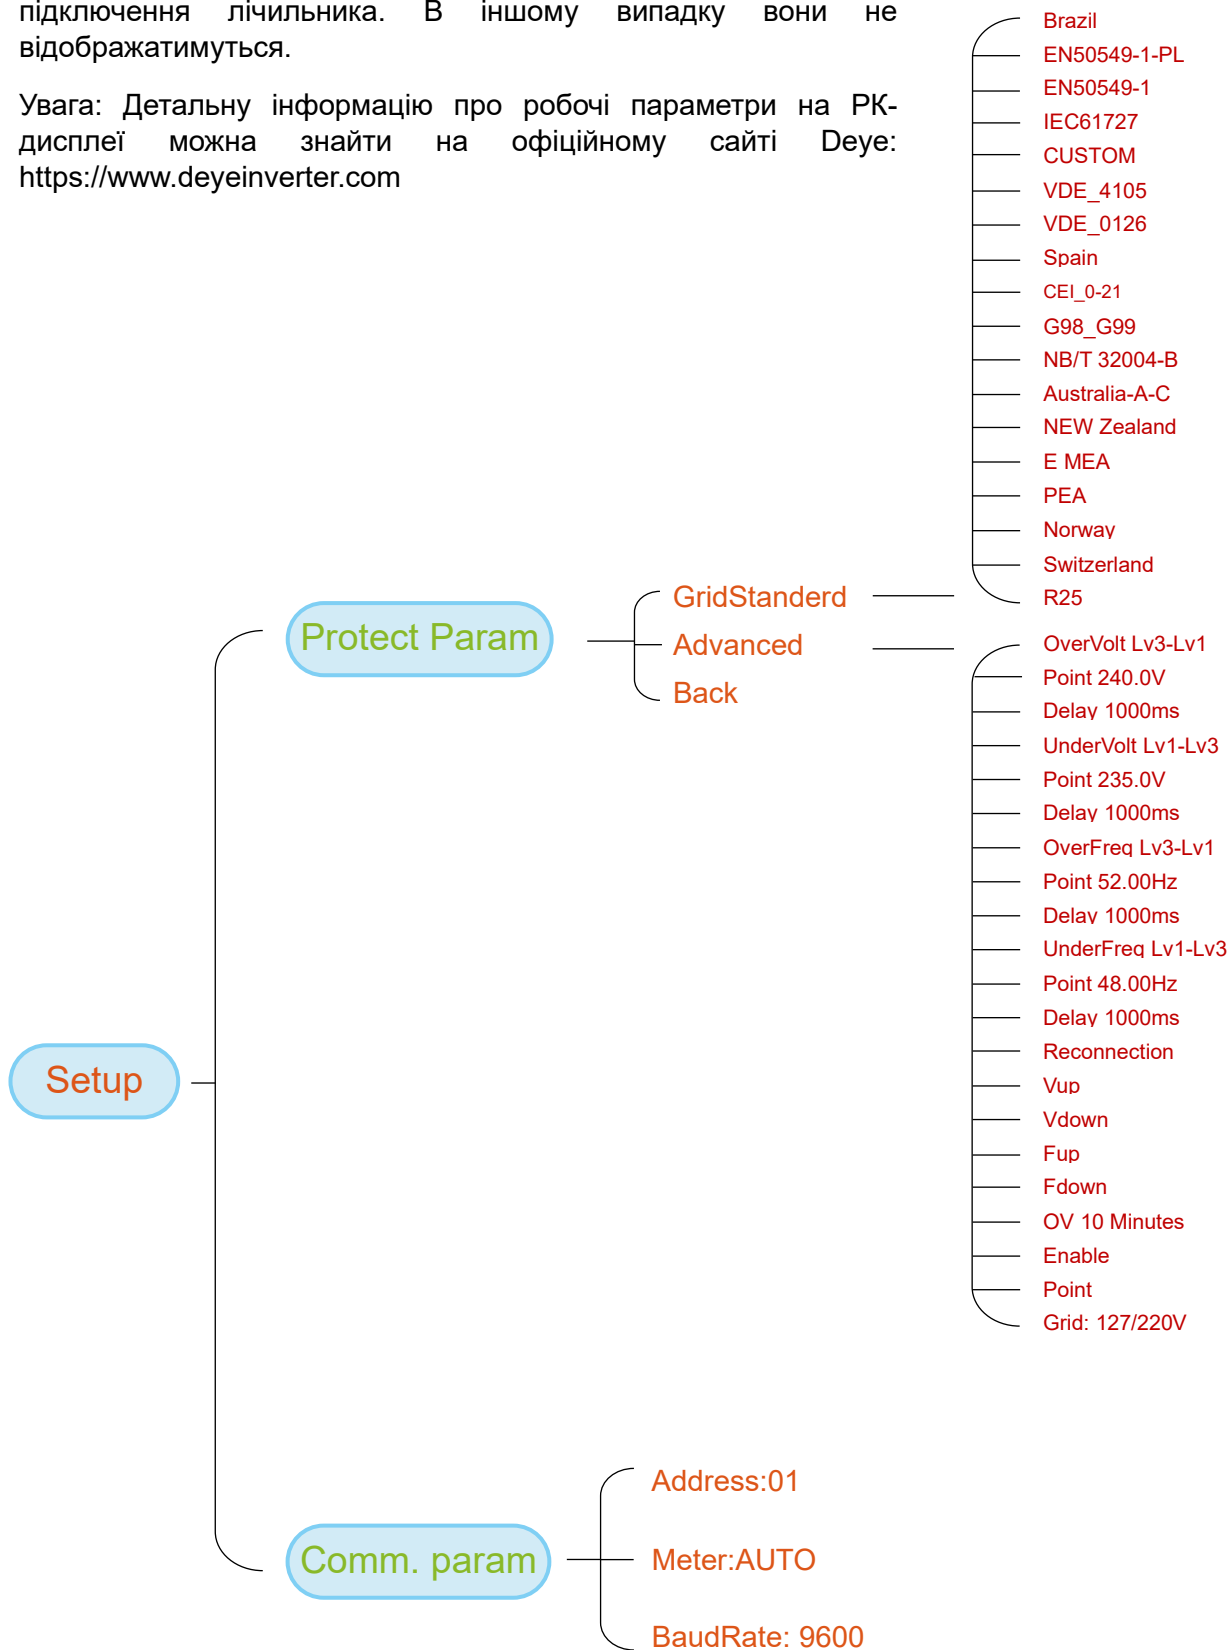 підключення лічильника. В іншому випадку вони не
відображатимуться.
Увага: Детальну інформацію про робочі параметри на РК-
дисплеї можна знайти на офіційному сайті Deye:
https://www.deyeinverter.com
Brazil
EN50549-1-PL
EN50549-1
IEC61727
CUSTOM
VDE_4105
VDE_0126
Spain
CEI_0-21
G98_G99
NB/T 32004-B
Australia-A-C
NEW Zealand
E MEA
PEA
Norway
Switzerland
R25
Protect Param
GridStanderd
Advanced
Back
OverVolt Lv3-Lv1
Point 240.0V
Delay 1000ms
UnderVolt Lv1-Lv3
Point 235.0V
Delay 1000ms
OverFreq Lv3-Lv1
Point 52.00Hz
Delay 1000ms
UnderFreq Lv1-Lv3
Point 48.00Hz
Delay 1000ms
Reconnection
Vup
Vdown
Fup
Fdown
OV 10 Minutes
Enable
Point
Grid: 127/220V
Setup
Comm. param
Address:01
Meter:AUTO
BaudRate: 9600